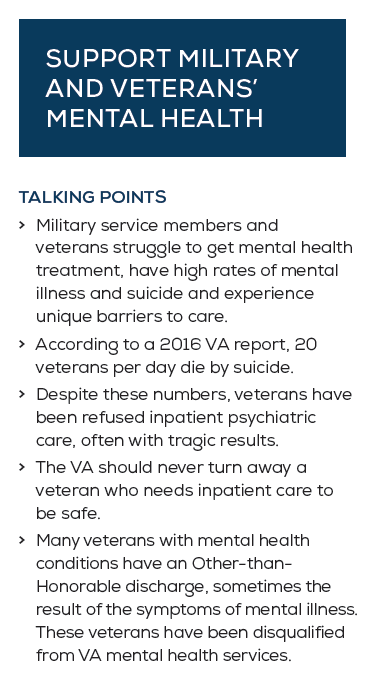 SUPPORT MILITARY
AND VETERANS’
MENTAL HEALTH
TALKING POINTS
> Military service members and
veterans struggle to get mental health
treatment, have high rates of mental
illness and suicide and experience
unique barriers to care.
> According to a 2016 VA report, 20
veterans per day die by suicide.
> Despite these numbers, veterans have
been refused inpatient psychiatric
care, often with tragic results.
> The VA should never turn away a
veteran who needs inpatient care to
be safe.
> Many veterans with mental health
conditions have an Other-than-
Honorable discharge, sometimes the
result of the symptoms of mental illness.
These veterans have been disqualified
from VA mental health services.